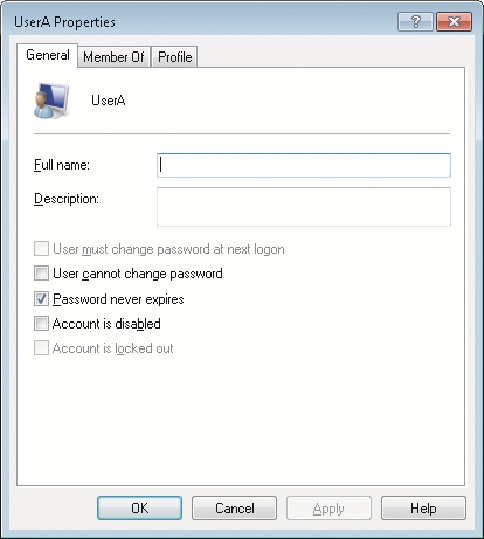 UserA Properties
General Member Of Profile
UserA
Full name:
Description:
User must change password at next logon
User cannot change password
Password never expires
Account is disabled
Account is locked out
OK Cancel Apply Help